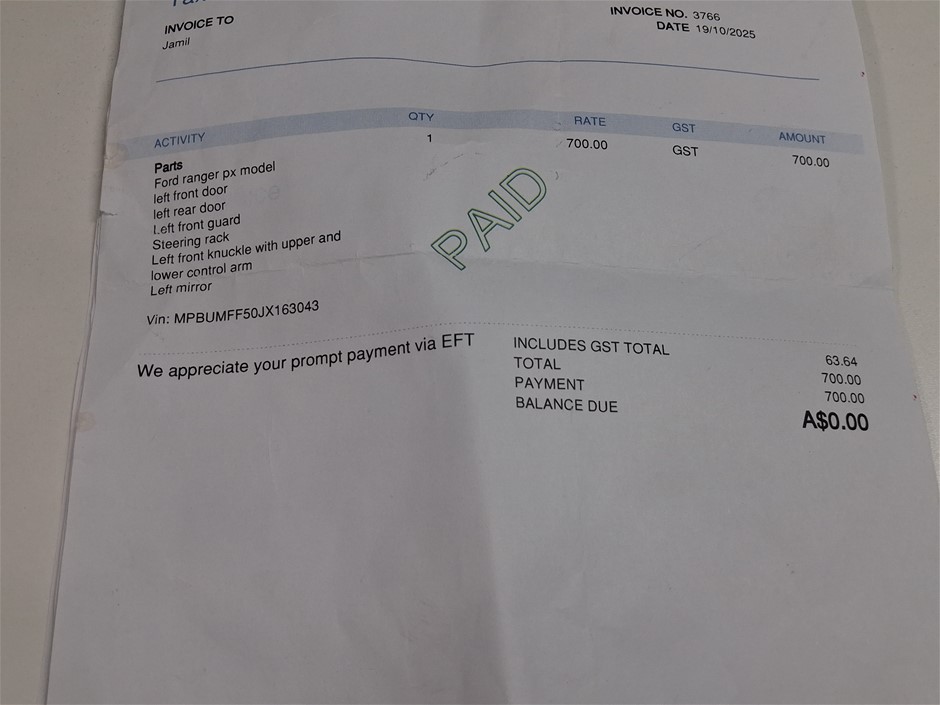 Tax
INVOICE TO
Jamil
INVOICE NO. 3766
DATE 19/10/2025
ACTIVITY QTY RATE GST AMOUNT
Parts 1 700.00 GST 700.00
Ford ranger px model
left front door
left rear door
Left front guard
Steering rack
Left front knuckle with upper and
lower control arm
Left mirror
Vin: MPBUMFF50JX163043
PAID
We appreciate your prompt payment via EFT
INCLUDES GST TOTAL 63.64
TOTAL 700.00
PAYMENT 700.00
BALANCE DUE A$0.00